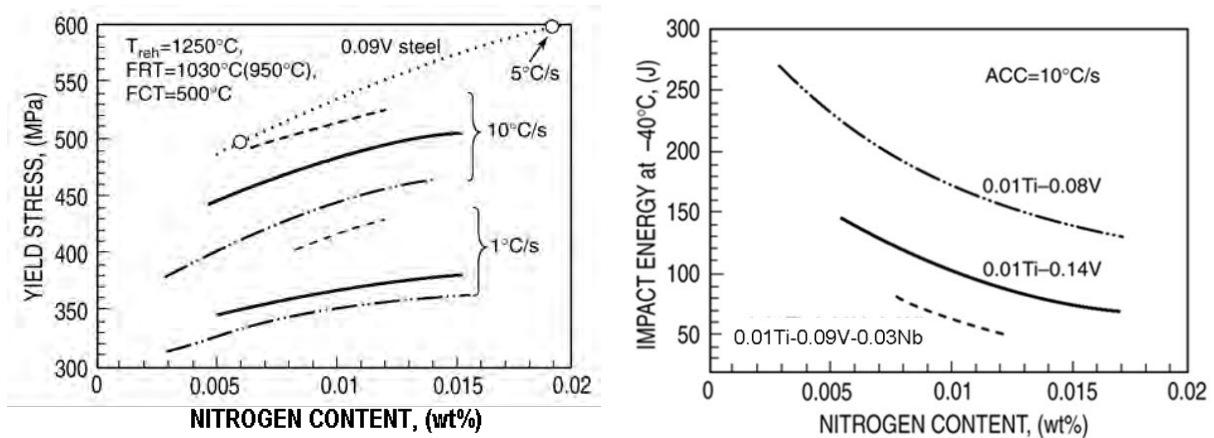 600
550
500
450
400
350
300
YIELD STRESS, (MPa)
T_reh=1250°C,
FRT=1030°C(950°C),
FCT=500°C
0.09V steel
5°C/s
10°C/s
1°C/s
0 0.005 0.01 0.015 0.02
NITROGEN CONTENT, (wt%)
300
250
200
150
100
50
IMPACT ENERGY at –40°C, (J)
ACC=10°C/s
0.01Ti–0.08V
0.01Ti–0.14V
0.01Ti-0.09V-0.03Nb
0 0.005 0.01 0.015 0.02
NITROGEN CONTENT, (wt%)